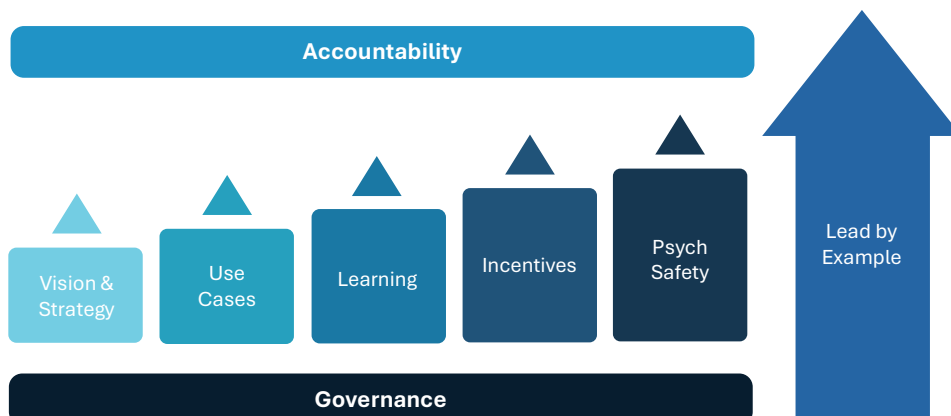 Accountability
Vision &
Strategy
Use
Cases
Learning
Incentives
Psych
Safety
Lead by
Example
Governance